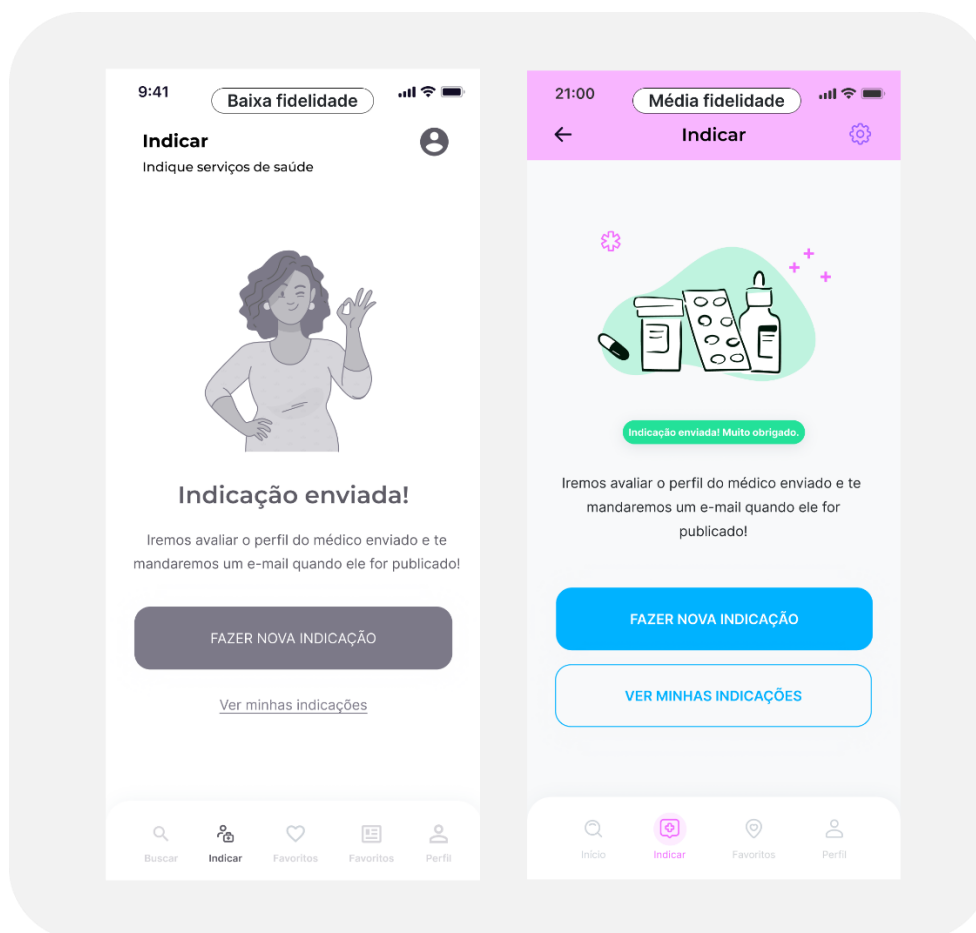 9:41
Baixa fidelidade
Indicar
Indique serviços de saúde
Indicação enviada!
Iremos avaliar o perfil do médico enviado e te
mandaremos um e-mail quando ele for publicado!
FAZER NOVA INDICAÇÃO
Ver minhas indicações
Buscar
Indicar
Favoritos
Favoritos
Perfil
21:00
Média fidelidade
Indicar
Indicação enviada! Muito obrigado.
Iremos avaliar o perfil do médico enviado e te
mandaremos um e-mail quando ele for
publicado!
FAZER NOVA INDICAÇÃO
VER MINHAS INDICAÇÕES
Início
Indicar
Favoritos
Perfil